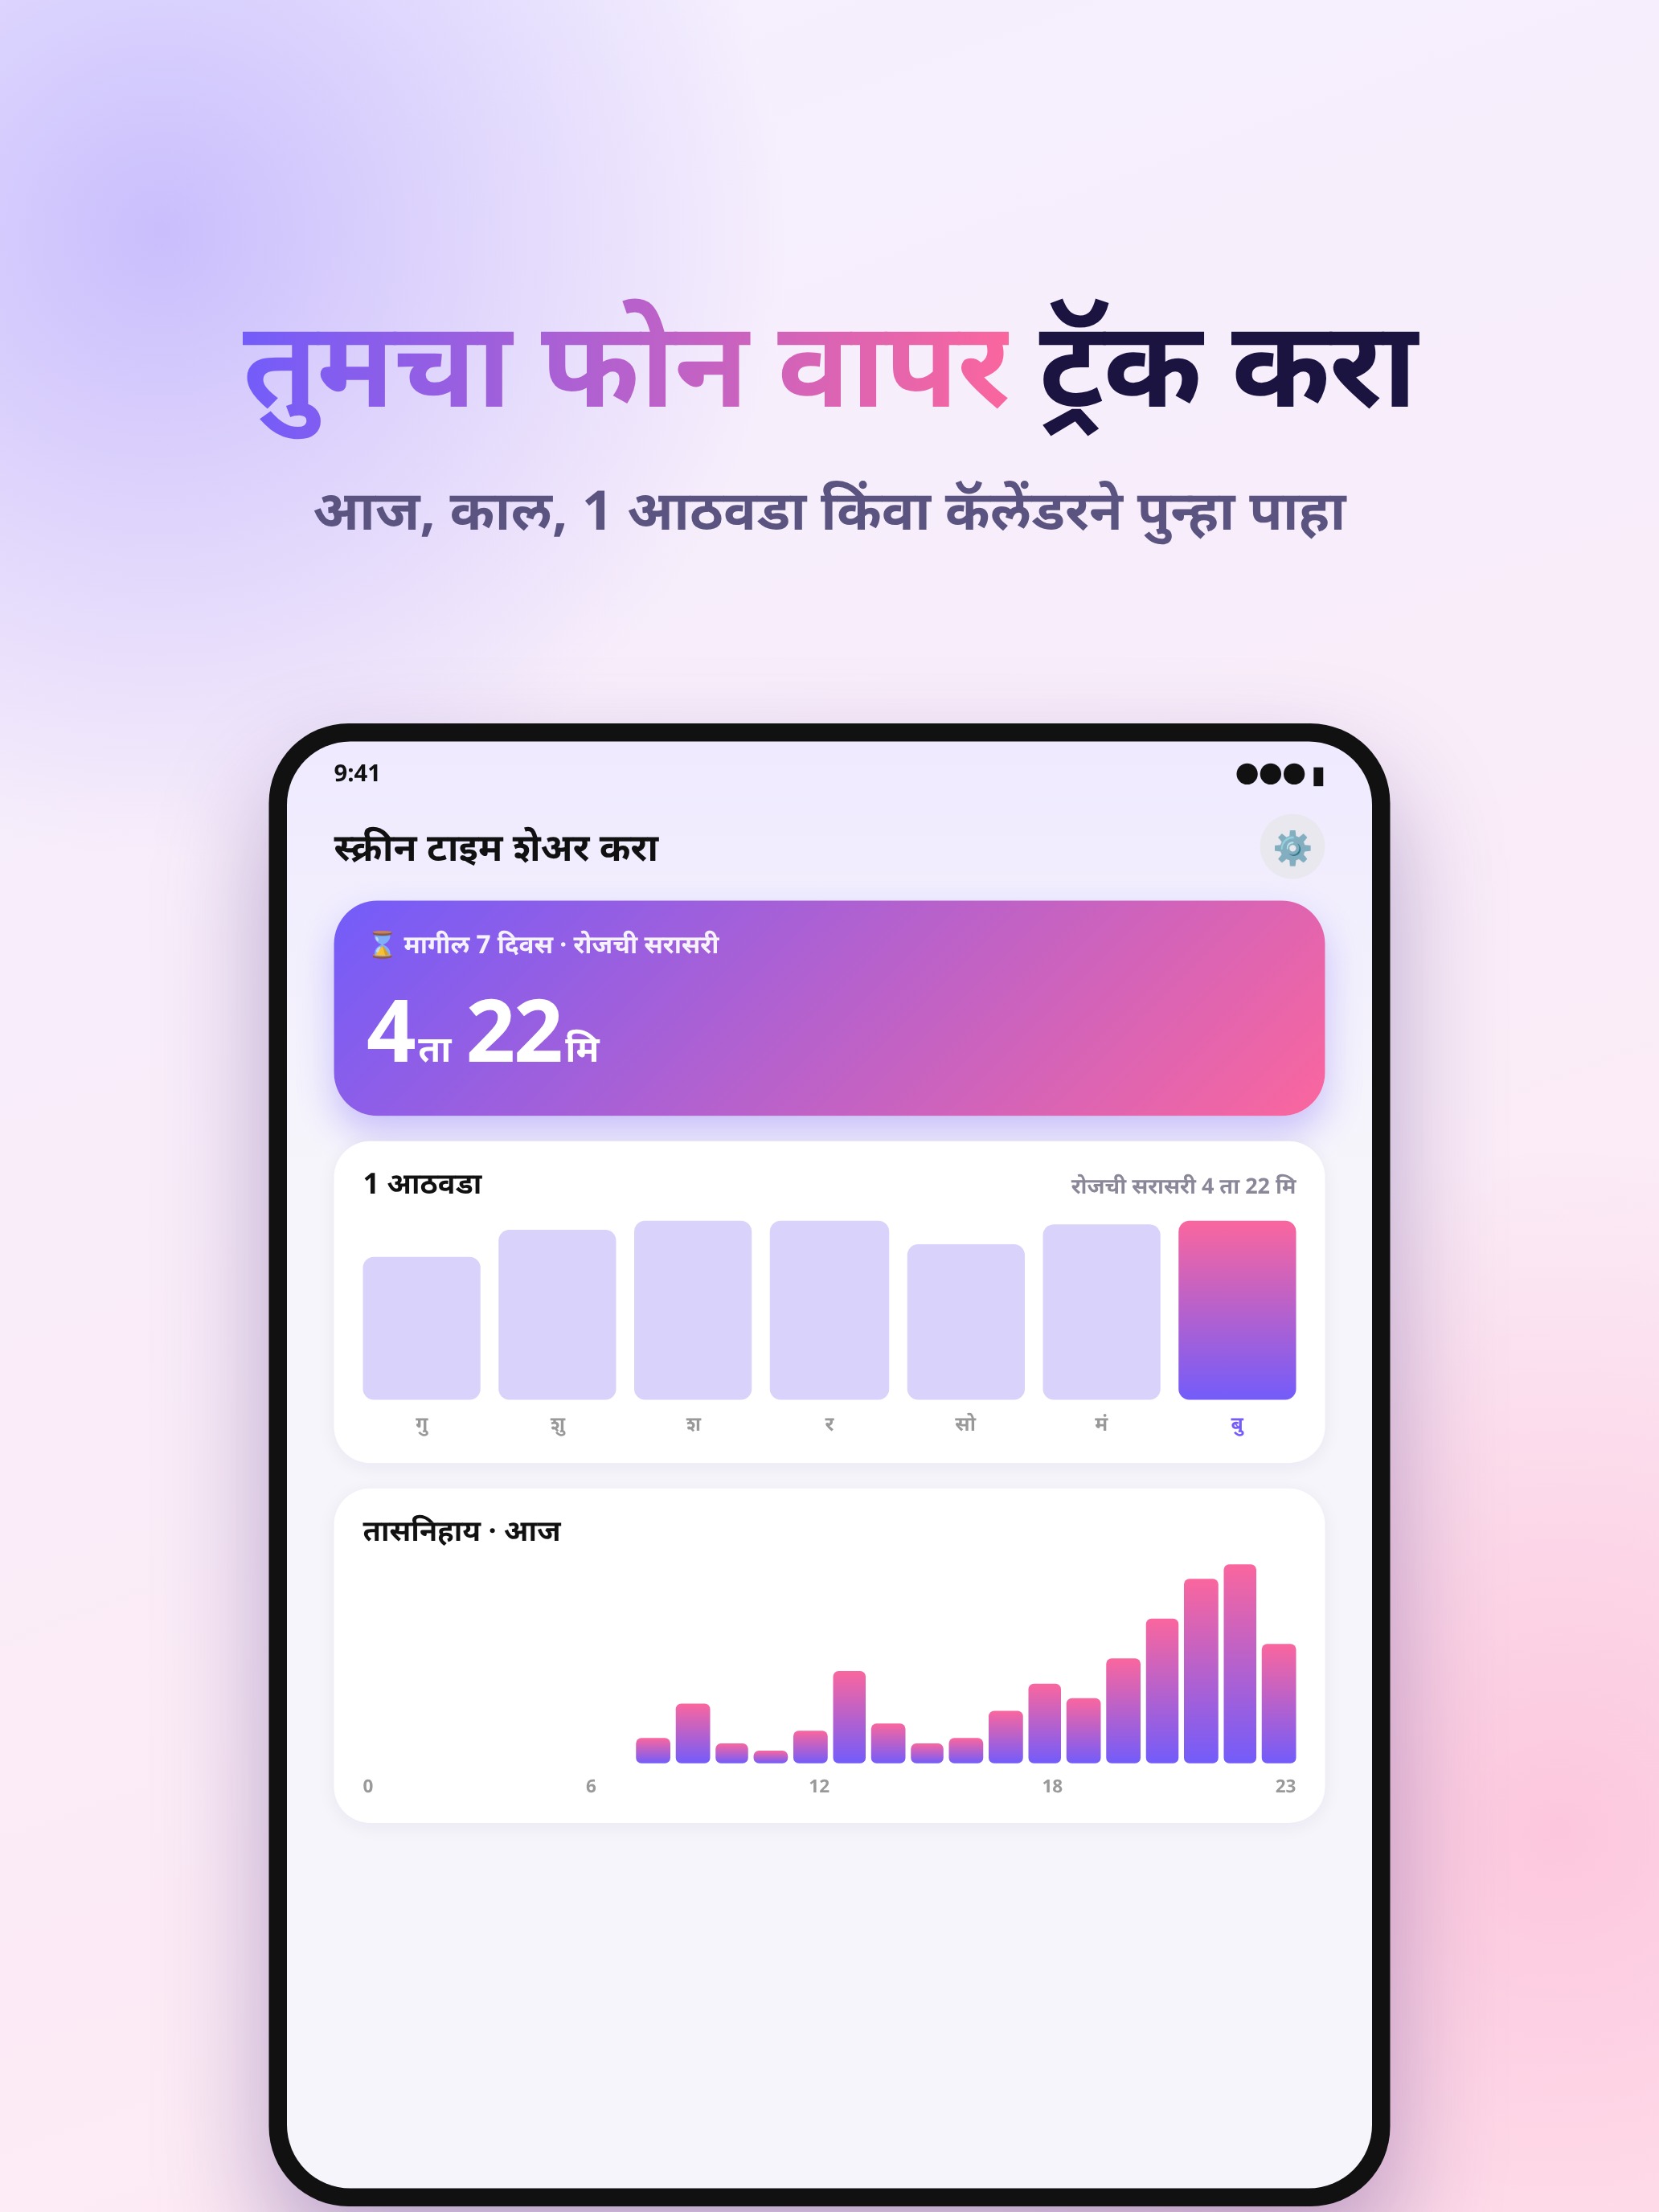 तुमचा फोन वापर ट्रॅक करा
आज, काल, 1 आठवडा किंवा कॅलेंडरने पुन्हा पाहा
9:41
स्क्रीन टाइम शेअर करा
⌛ मागील 7 दिवस · रोजची सरासरी
4ता 22मि
1 आठवडा
रोजची सरासरी 4 ता 22 मि
गु शु श र सो मं बु
तासनिहाय · आज
0 6 12 18 23